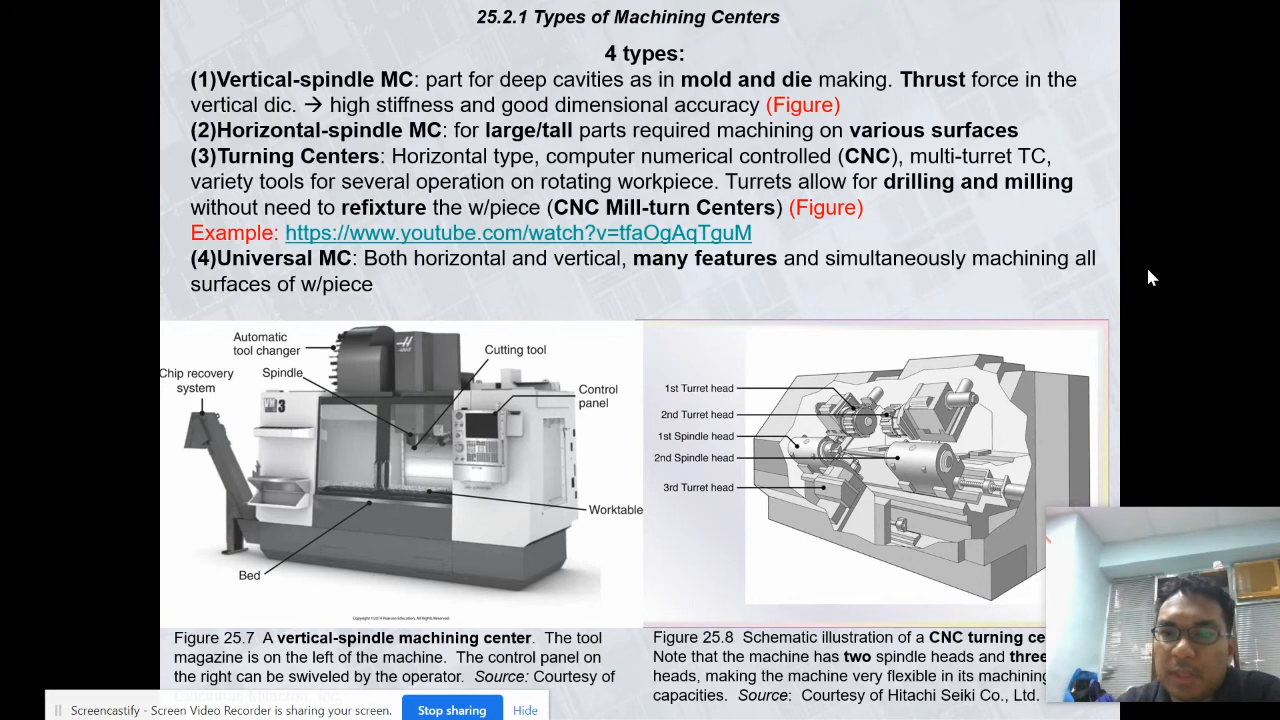 25.2.1 Types of Machining Centers
4 types:
(1)Vertical-spindle MC: part for deep cavities as in mold and die making. Thrust force in the
vertical dic. → high stiffness and good dimensional accuracy (Figure)
(2)Horizontal-spindle MC: for large/tall parts required machining on various surfaces
(3)Turning Centers: Horizontal type, computer numerical controlled (CNC), multi-turret TC,
variety tools for several operation on rotating workpiece. Turrets allow for drilling and milling
without need to refixture the w/piece (CNC Mill-turn Centers) (Figure)
Example: https://www.youtube.com/watch?v=tfaOgAqTguM
(4)Universal MC: Both horizontal and vertical, many features and simultaneously machining all
surfaces of w/piece
Automatic
tool changer
Cutting tool
Chip recovery
system
Spindle
Control
panel
Worktable
Bed
Copyright ©2014 Pearson Education, All Rights Reserved
1st Turret head
2nd Turret head
1st Spindle head
2nd Spindle head
3rd Turret head
Figure 25.7 A vertical-spindle machining center. The tool
magazine is on the left of the machine. The control panel on
the right can be swiveled by the operator. Source: Courtesy of
Figure 25.8 Schematic illustration of a CNC turning ce
Note that the machine has two spindle heads and three
heads, making the machine very flexible in its machining
capacities. Source: Courtesy of Hitachi Seiki Co., Ltd.
Screencastify - Screen Video Recorder is sharing your screen.
Stop sharing
Hide